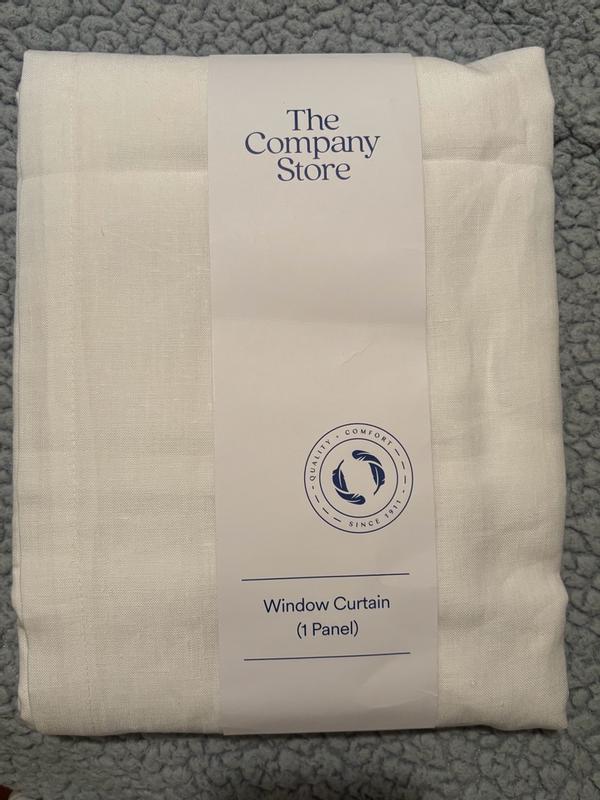 The
Company
Store
QUALITY · COMFORT
SINCE 1911
Window Curtain
(1 Panel)